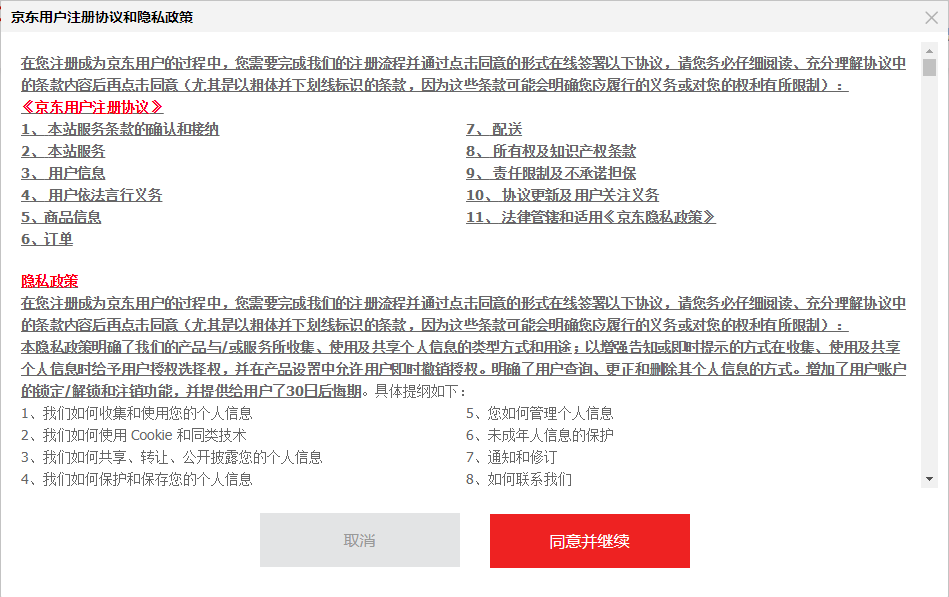 京东用户注册协议和隐私政策
在您注册成为京东用户的过程中，您需要完成我们的注册流程并通过点击同意的形式在线签署以下协议，请您务必仔细阅读、充分理解协议中
的条款内容后再点击同意（尤其是以粗体并下划线标识的条款，因为这些条款可能会明确您应履行的义务或对您的权利有所限制）：
《京东用户注册协议》
1、 本站服务条款的确认和接纳
2、 本站服务
3、 用户信息
4、 用户依法言行义务
5、商品信息
6、订单
7、 配送
8、 所有权及知识产权条款
9、 责任限制及不承诺担保
10、 协议更新及用户关注义务
11、 法律管辖和适用《京东隐私政策》
隐私政策
在您注册成为京东用户的过程中，您需要完成我们的注册流程并通过点击同意的形式在线签署以下协议，请您务必仔细阅读、充分理解协议中
的条款内容后再点击同意（尤其是以粗体并下划线标识的条款，因为这些条款可能会明确您应履行的义务或对您的权利有所限制）：
本隐私政策明确了我们的产品与/或服务所收集、使用及共享个人信息的类型方式和用途；以增强告知或即时提示的方式在收集、使用及共享
个人信息时给予用户授权选择权，并在产品设置中允许用户即时撤销授权。明确了用户查询、更正和删除其个人信息的方式。增加了用户账户
的锁定/解锁和注销功能，并提供给用户了30日后悔期。具体提纲如下：
1、我们如何收集和使用您的个人信息
2、我们如何使用 Cookie 和同类技术
3、我们如何共享、转让、公开披露您的个人信息
4、我们如何保护和保存您的个人信息
5、您如何管理个人信息
6、未成年人信息的保护
7、通知和修订
8、如何联系我们
取消
同意并继续